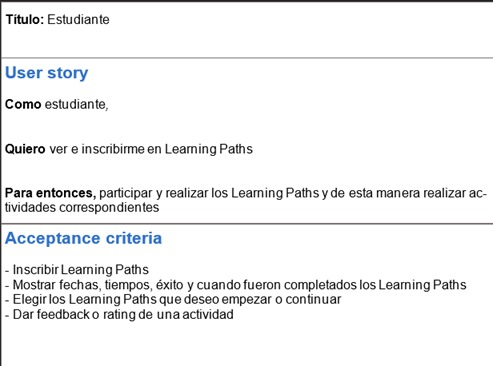 Título: Estudiante
User story
Como estudiante,
Quiero ver e inscribirme en Learning Paths
Para entonces, participar y realizar los Learning Paths y de esta manera realizar ac-
tividades correspondientes
Acceptance criteria
- Inscribir Learning Paths
- Mostrar fechas, tiempos, éxito y cuando fueron completados los Learning Paths
- Elegir los Learning Paths que deseo empezar o continuar
- Dar feedback o rating de una actividad